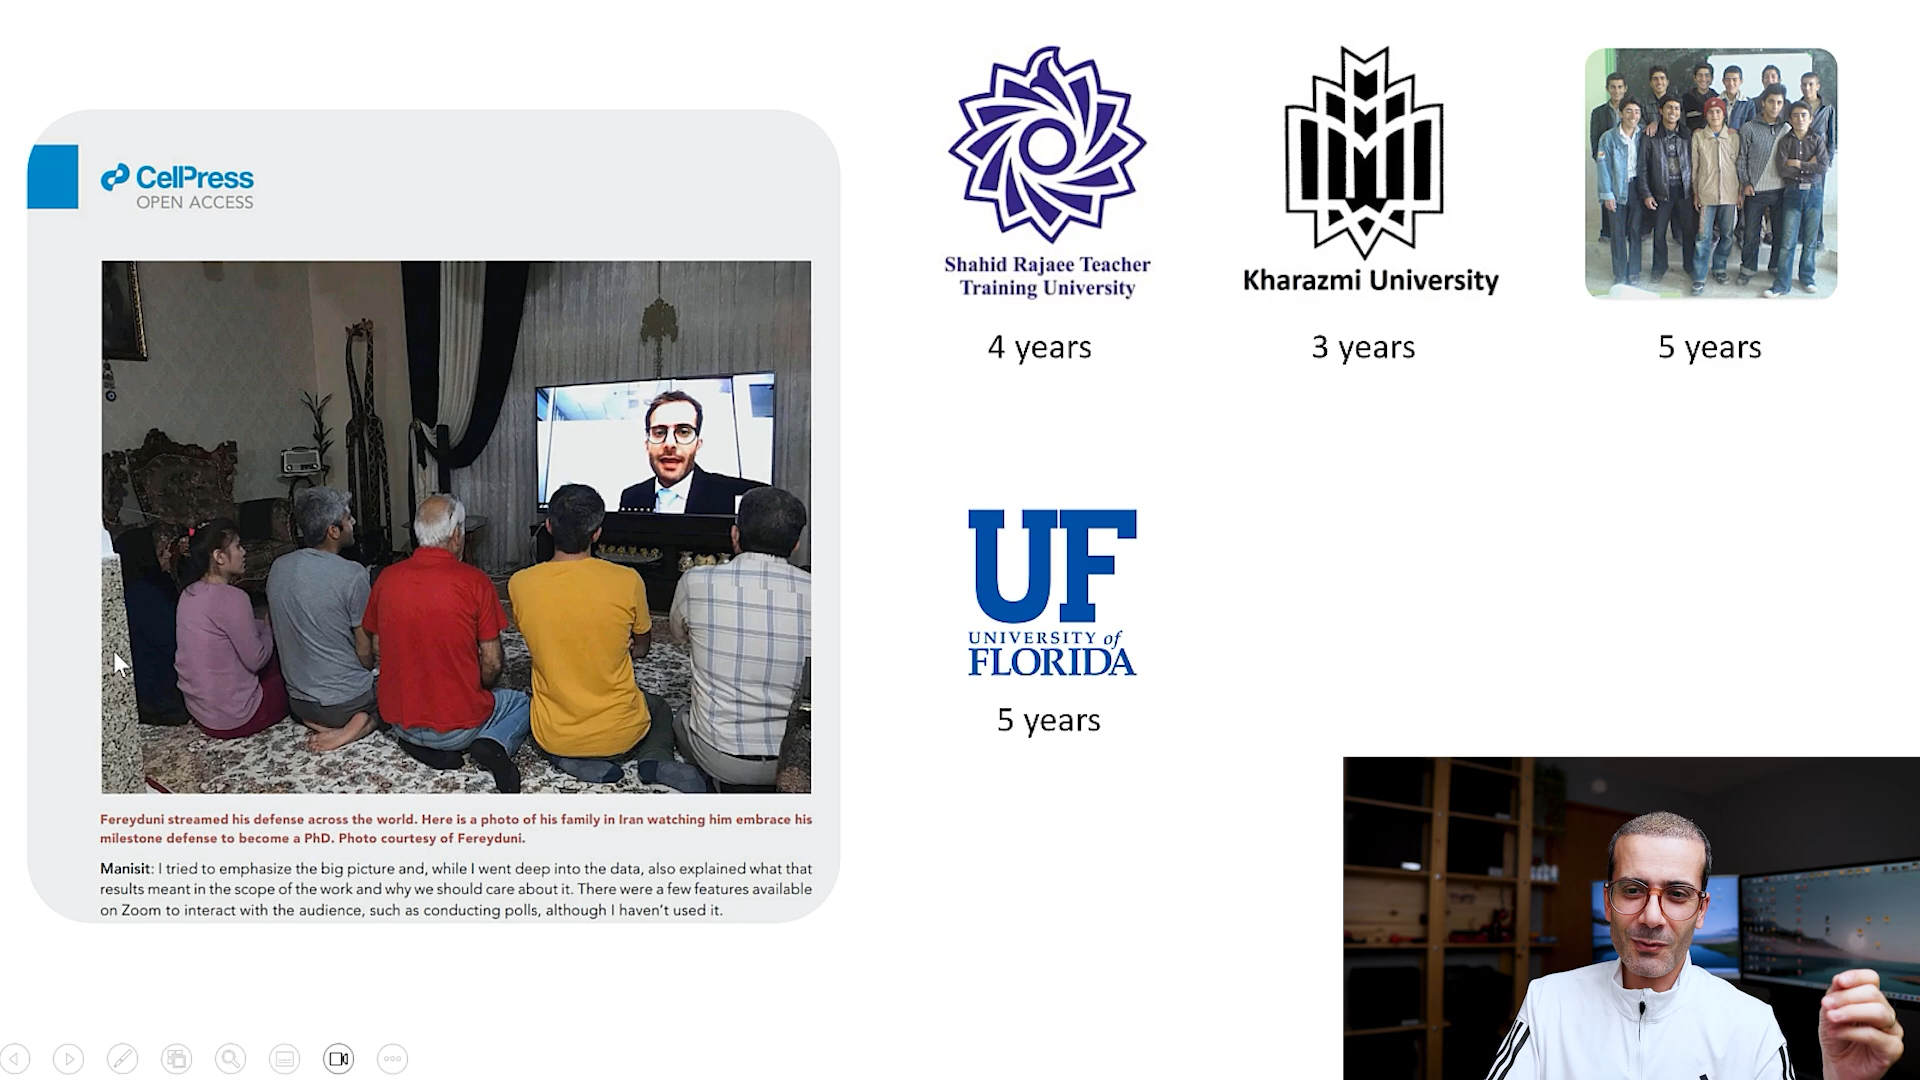 CellPress
OPEN ACCESS
Fereyduni streamed his defense across the world. Here is a photo of his family in Iran watching him embrace his
milestone defense to become a PhD. Photo courtesy of Fereyduni.
Manisit: I tried to emphasize the big picture and, while I went deep into the data, also explained what that
results meant in the scope of the work and why we should care about it. There were a few features available
on Zoom to interact with the audience, such as conducting polls, although I haven't used it.
Shahid Rajaee Teacher
Training University
4 years
Kharazmi University
3 years
5 years
UF
UNIVERSITY of
FLORIDA
5 years